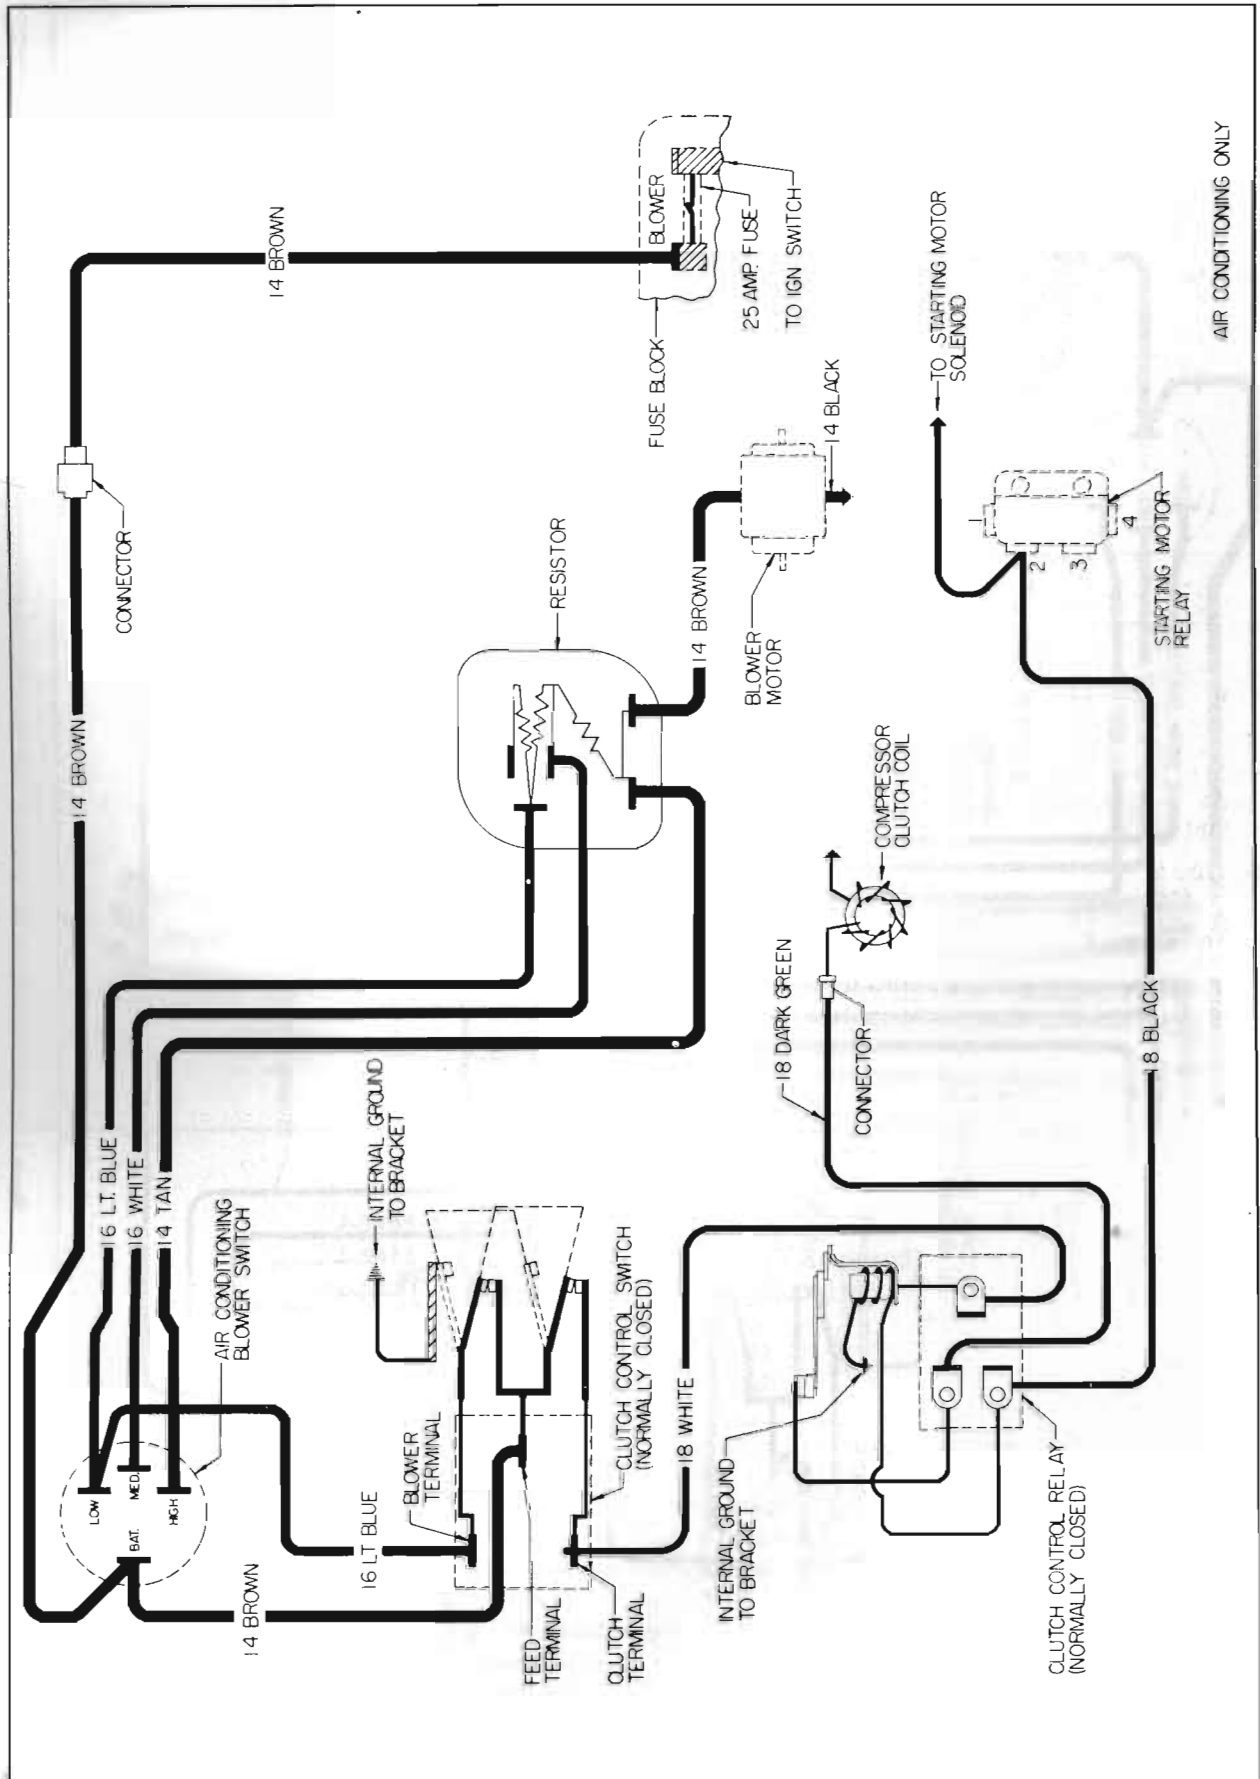 14 BROWN
CONNECTOR
14 BROWN
BLOWER
25 AMP. FUSE
TO IGN SWITCH
FUSE BLOCK
RESISTOR
14 BROWN
BLOWER
MOTOR
14 BLACK
TO STARTING MOTOR
SOLENOID
1
2
3
4
STARTING MOTOR
RELAY
16 LT. BLUE
16 WHITE
14 TAN
AIR CONDITIONING
BLOWER SWITCH
LOW
MED.
HIGH
BAT.
14 BROWN
16 LT BLUE
INTERNAL GROUND
TO BRACKET
BLOWER
TERMINAL
FEED
TERMINAL
CLUTCH
TERMINAL
CLUTCH CONTROL SWITCH
(NORMALLY CLOSED)
18 WHITE
18 DARK GREEN
CONNECTOR
COMPRESSOR
CLUTCH COIL
INTERNAL GROUND
TO BRACKET
18 BLACK
CLUTCH CONTROL RELAY
(NORMALLY CLOSED)
AIR CONDITIONING ONLY